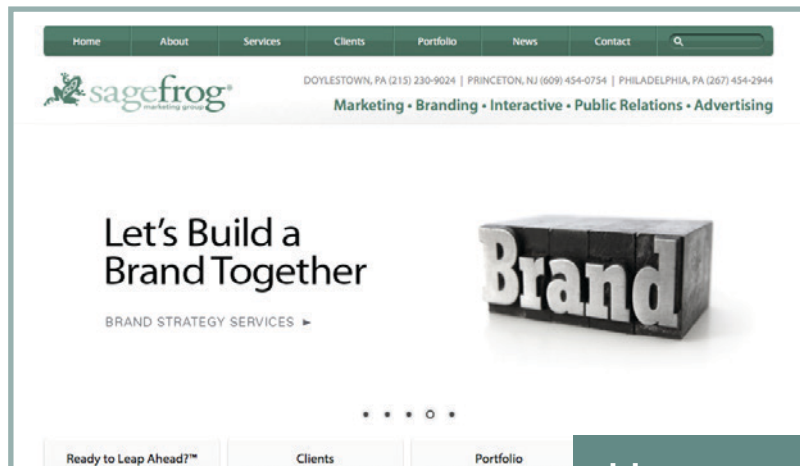 Home About Services Clients Portfolio News Contact
sagefrog®
marketing group
DOYLESTOWN, PA (215) 230-9024 | PRINCETON, NJ (609) 454-0754 | PHILADELPHIA, PA (267) 454-2944
Marketing • Branding • Interactive • Public Relations • Advertising
Let's Build a
Brand Together
BRAND STRATEGY SERVICES ►
Brand
Ready to Leap Ahead?™ Clients Portfolio